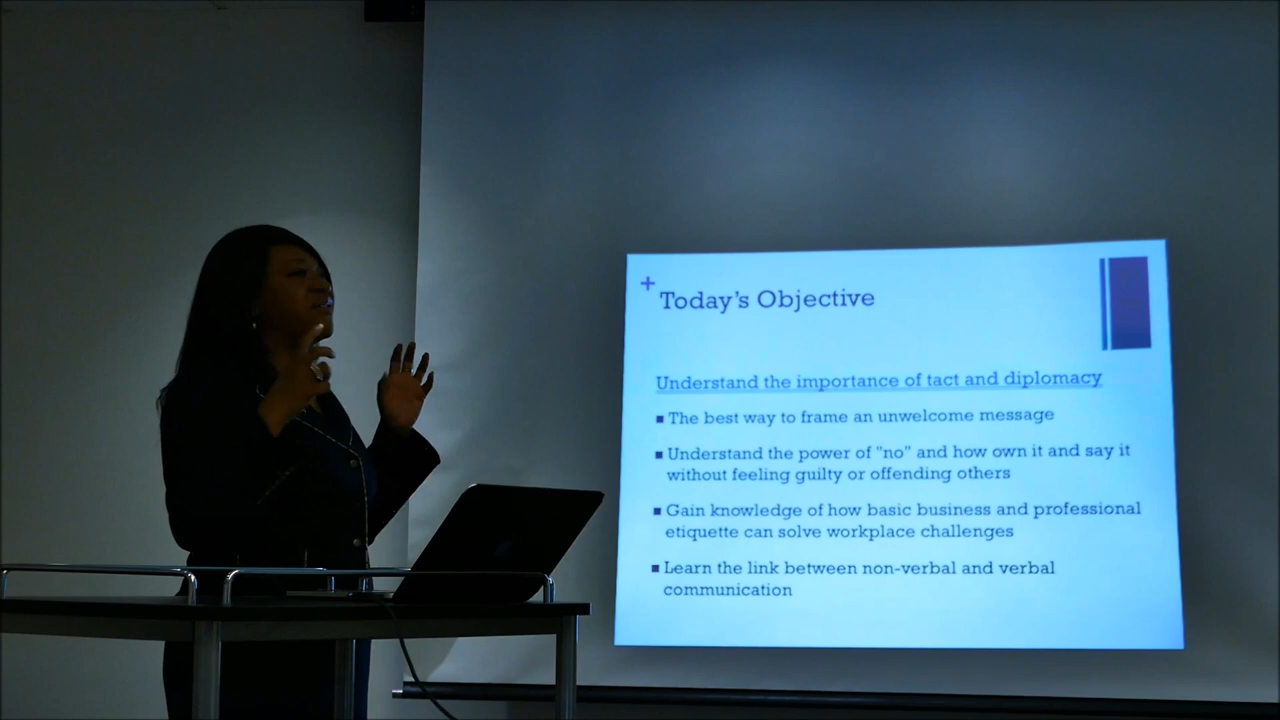 +
Today's Objective
Understand the importance of tact and diplomacy
■ The best way to frame an unwelcome message
■ Understand the power of "no" and how own it and say it
without feeling guilty or offending others
■ Gain knowledge of how basic business and professional
etiquette can solve workplace challenges
■ Learn the link between non-verbal and verbal
communication